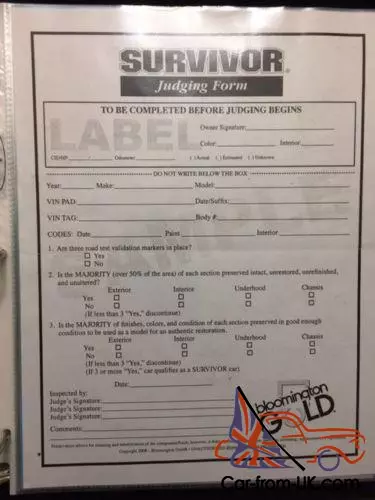 SURVIVOR®
Judging Form
TO BE COMPLETED BEFORE JUDGING BEGINS
LABEL
Owner Signature:
Color: Interior:
CID/HP / Odometer: ( ) Actual ( ) Estimated ( ) Unknown
DO NOT WRITE BELOW THE BOX
Year: Make: Model:
VIN PAD: Date/Suffix:
VIN TAG: Body #:
CODES: Date Paint Interior
1. Are three road test validation markers in place?
Yes
No
2. Is the MAJORITY (over 50% of the area) of each section preserved intact, unrestored, unrefinished,
and unaltered?
Exterior Interior Underhood Chassis
Yes
No
(If less than 3 "Yes," discontinue)
3. Is the MAJORITY of finishes, colors, and condition of each section preserved in good enough
condition to be used as a model for an authentic restoration.
Exterior Interior Underhood Chassis
Yes
No
(If less than 3 "Yes," discontinue)
(If 3 or more "Yes," car qualifies as a SURVIVOR car)
Date:
Inspected by:
Judge's Signature:
Judge's Signature:
Judge's Signature:
Comments:
bloomington
GOLD
Car-from-UK.com